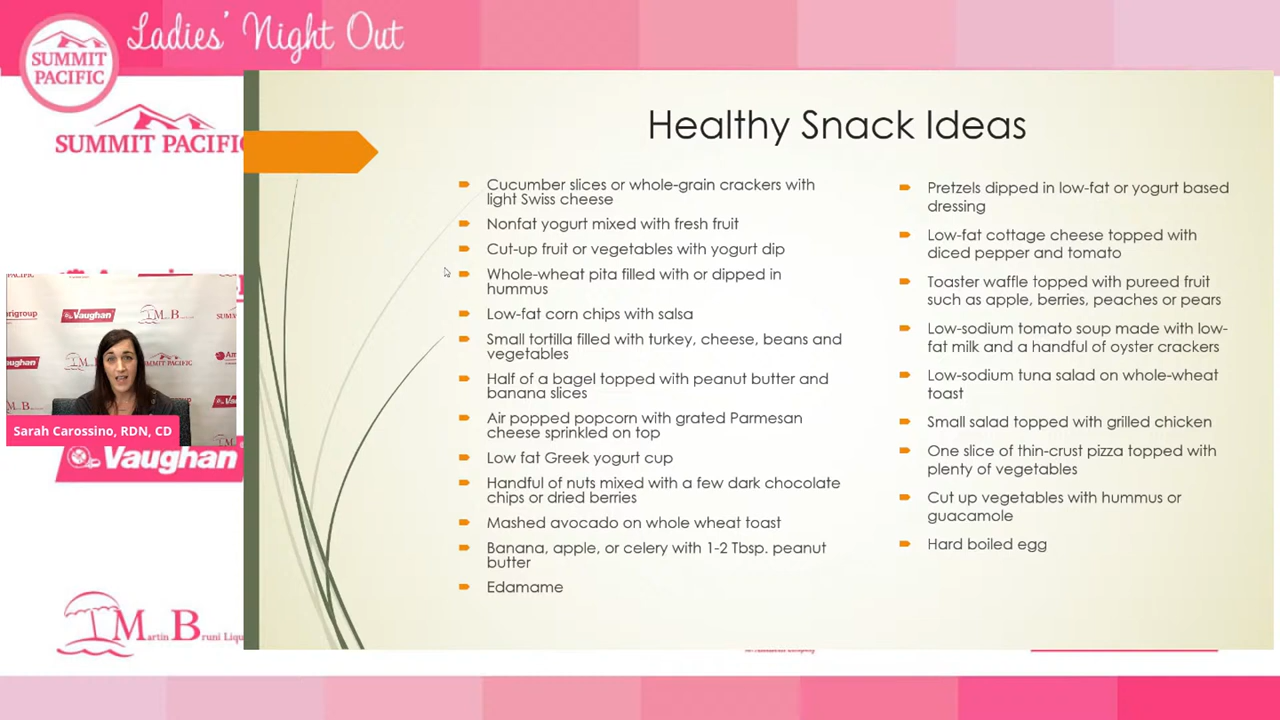 Ladies' Night Out
SUMMIT
PACIFIC
SUMMIT PACIFIC
Healthy Snack Ideas
Cucumber slices or whole-grain crackers with
light Swiss cheese
Nonfat yogurt mixed with fresh fruit
Cut-up fruit or vegetables with yogurt dip
Whole-wheat pita filled with or dipped in
hummus
Low-fat corn chips with salsa
Small tortilla filled with turkey, cheese, beans and
vegetables
Half of a bagel topped with peanut butter and
banana slices
Air popped popcorn with grated Parmesan
cheese sprinkled on top
Low fat Greek yogurt cup
Handful of nuts mixed with a few dark chocolate
chips or dried berries
Mashed avocado on whole wheat toast
Banana, apple, or celery with 1-2 Tbsp. peanut
butter
Edamame
Pretzels dipped in low-fat or yogurt based
dressing
Low-fat cottage cheese topped with
diced pepper and tomato
Toaster waffle topped with pureed fruit
such as apple, berries, peaches or pears
Low-sodium tomato soup made with low-
fat milk and a handful of oyster crackers
Low-sodium tuna salad on whole-wheat
toast
Small salad topped with grilled chicken
One slice of thin-crust pizza topped with
plenty of vegetables
Cut up vegetables with hummus or
guacamole
Hard boiled egg
Vaughan
Sarah Carossino, RDN, CD
Vaughan
Martin Bruni Liqu